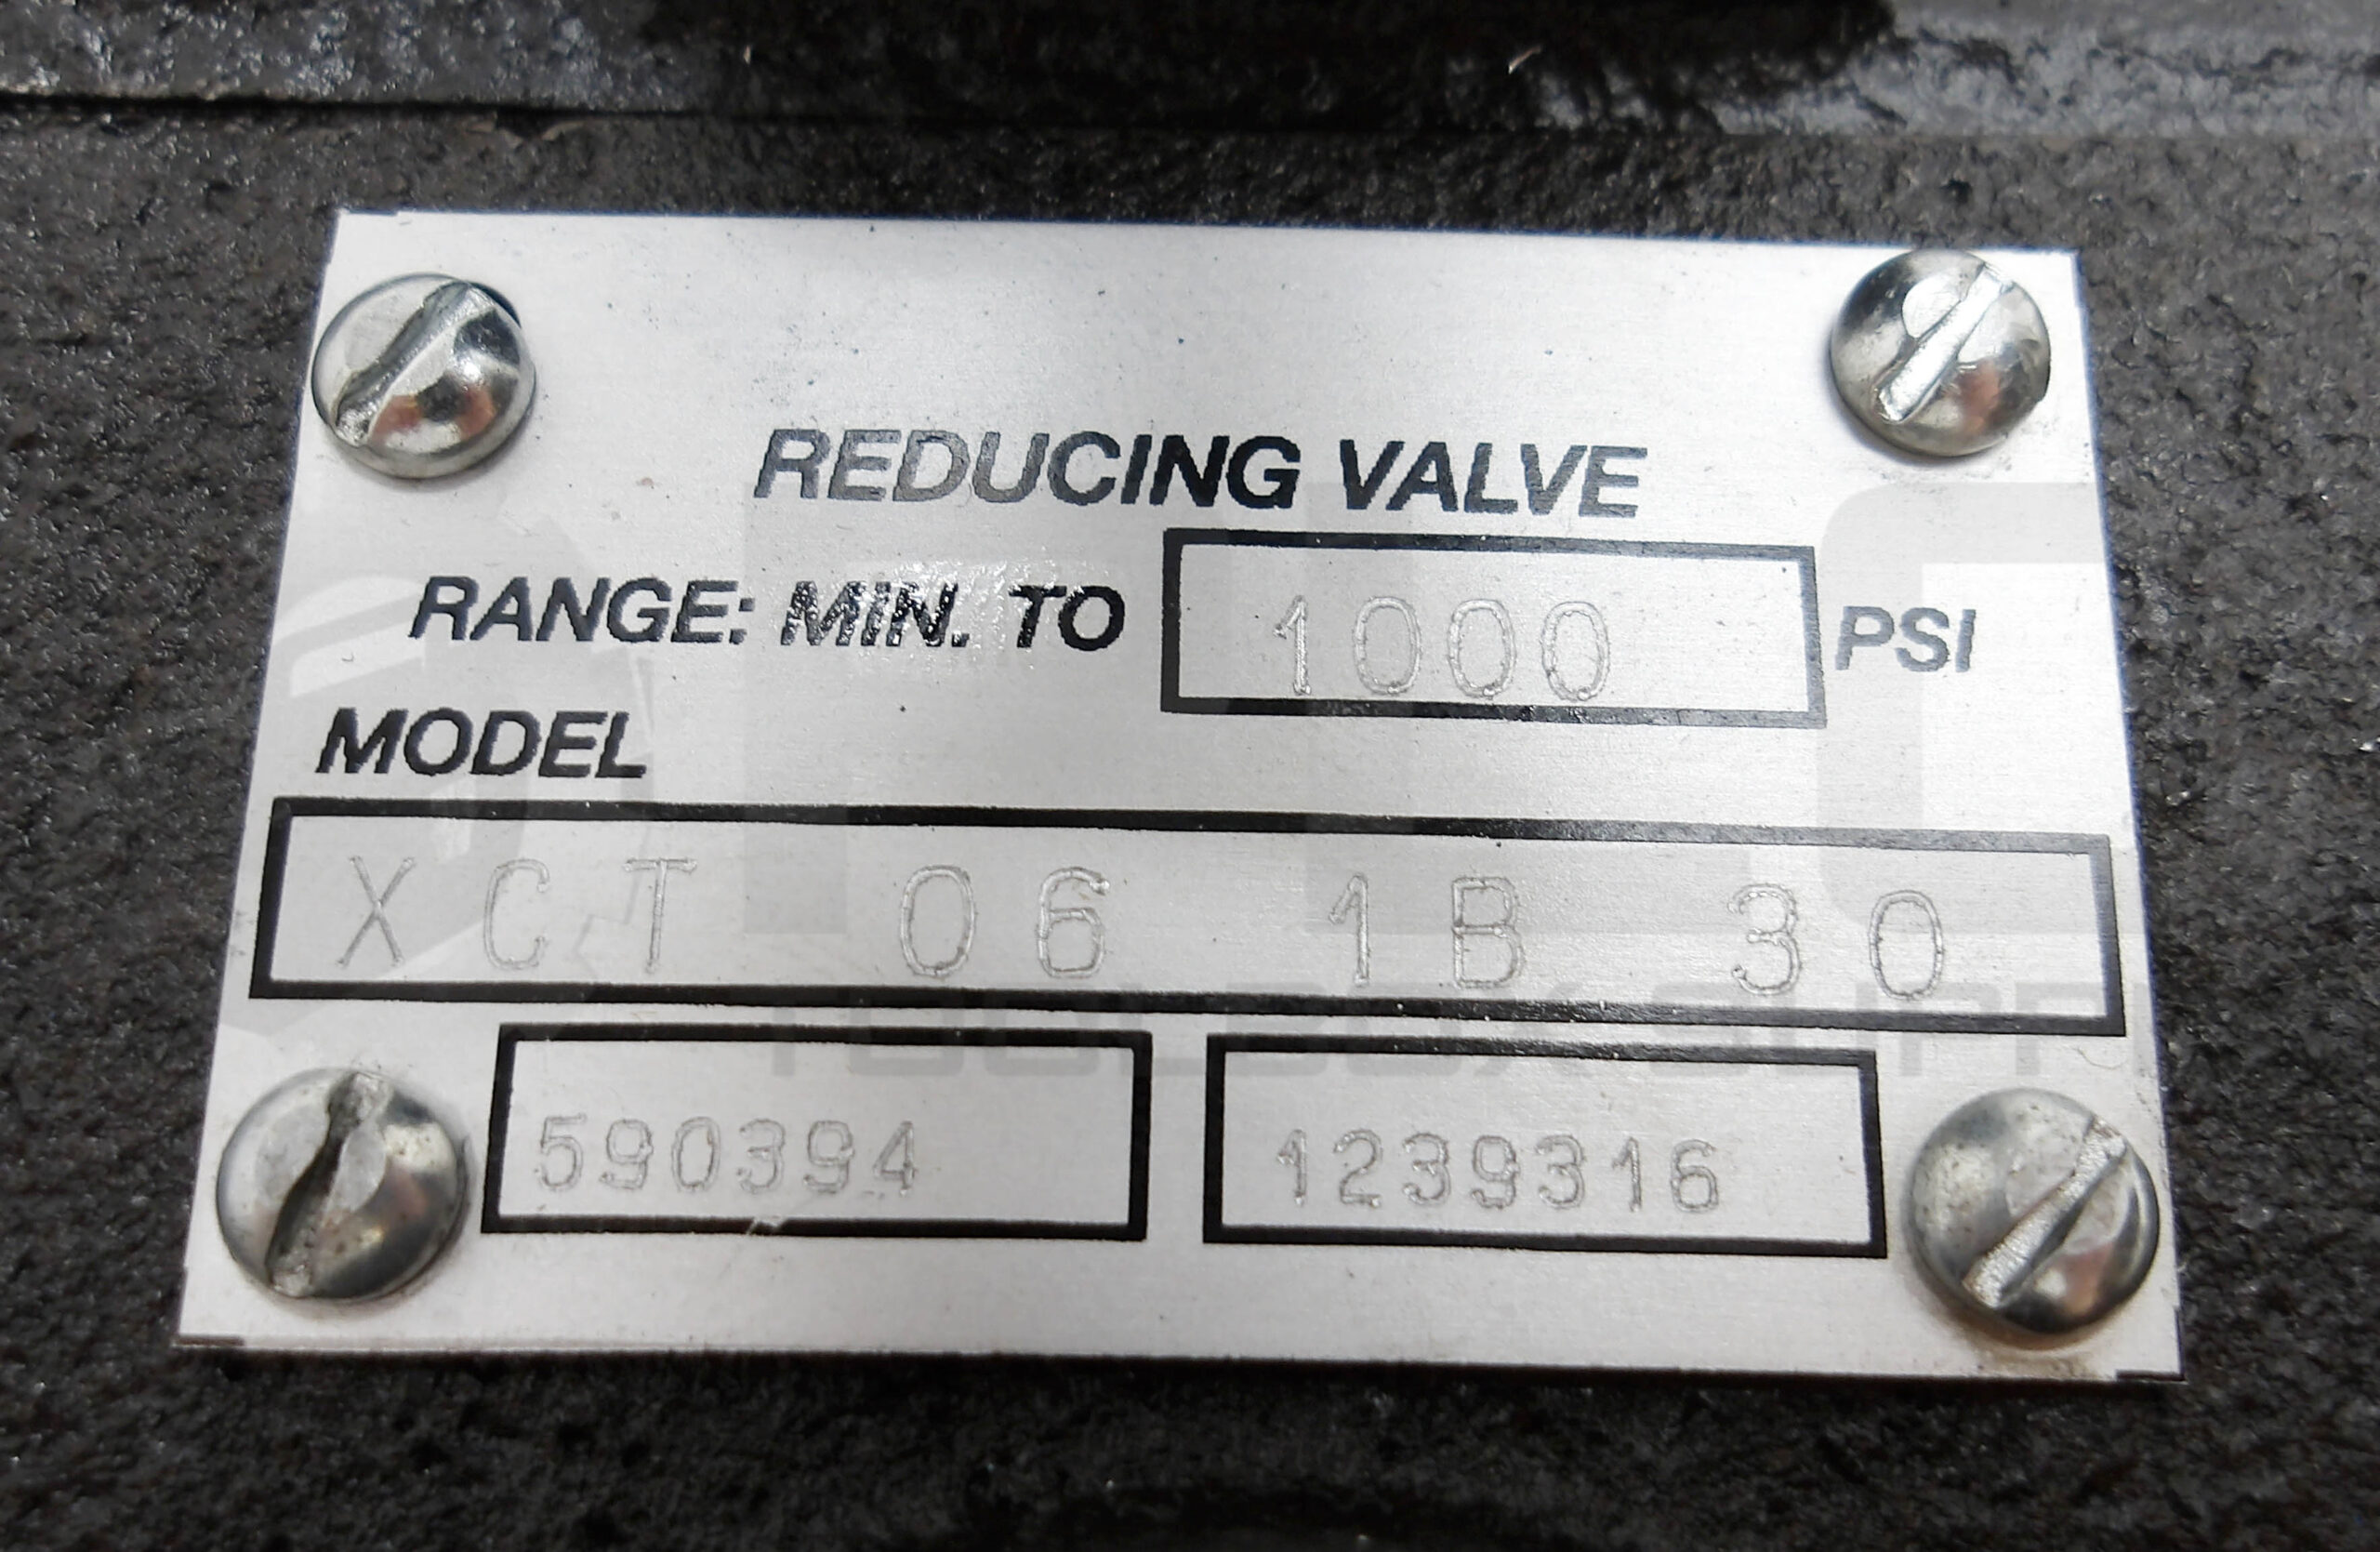 REDUCING VALVE
RANGE: MIN. TO 1000 PSI
MODEL
XCT 06 1B 30
590394 1239316